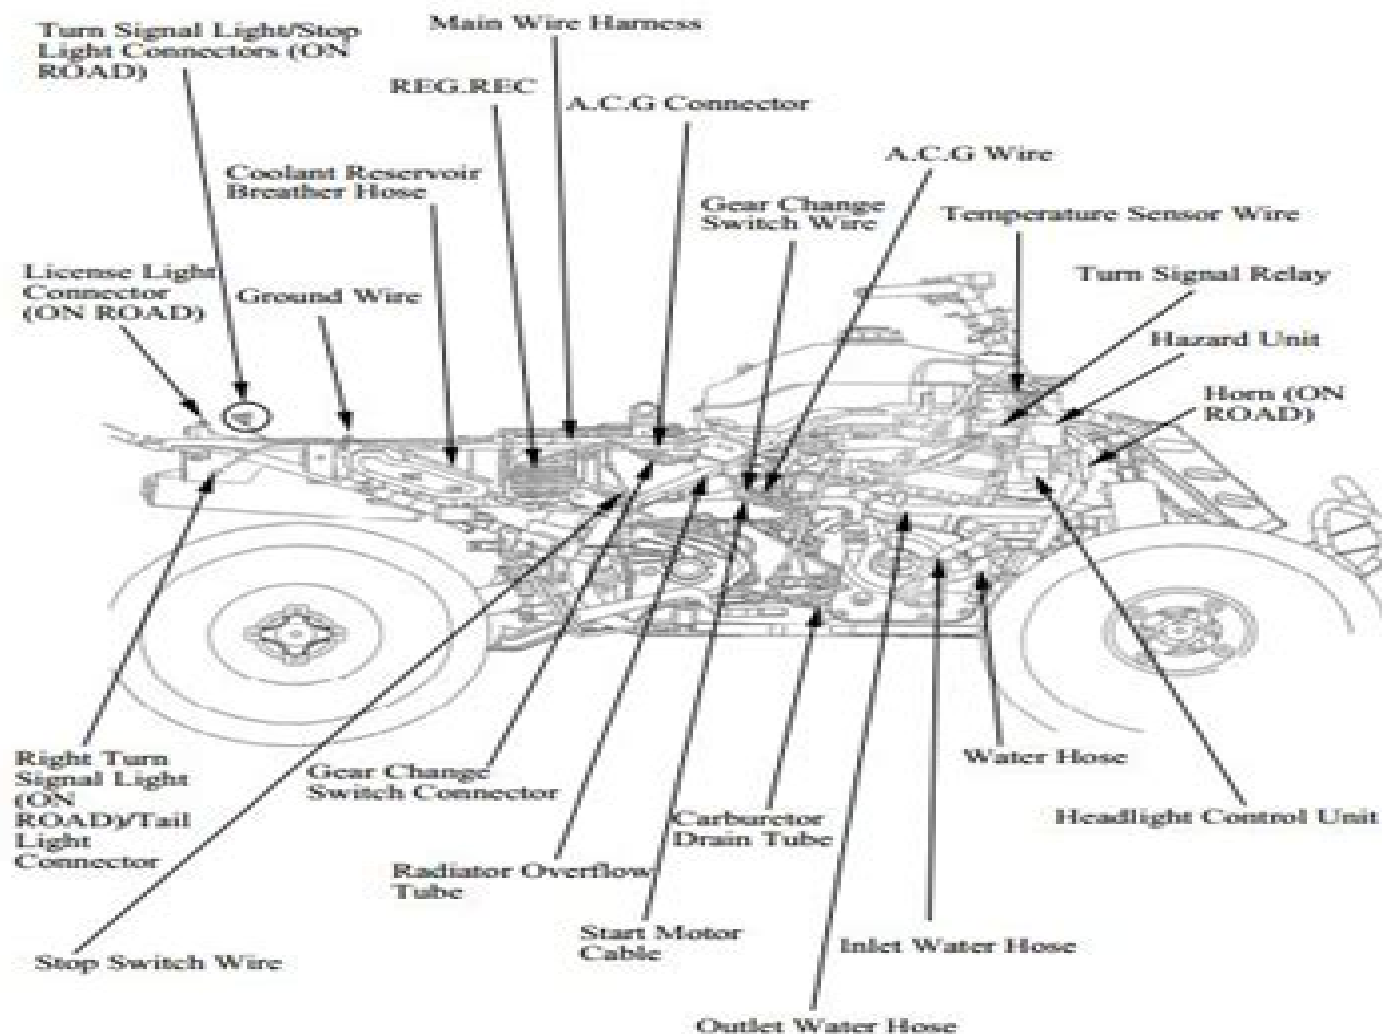 Turn Signal Light/Stop
Light Connectors (ON
ROAD)
Main Wire Harness
REG.REC
A.C.G Connector
A.C.G Wire
Coolant Reservoir
Breather Hose
Gear Change
Switch Wire
Temperature Sensor Wire
Turn Signal Relay
License Light
Connector
(ON ROAD)
Ground Wire
Hazard Unit
Horn (ON
ROAD)
A
Right Turn
Signal Light
(ON
ROAD)/Tail
Light
Connector
Gear Change
Switch Connector
Water Hose
Carburetor
Drain Tube
Headlight Control Unit
Radiator Overflow
Tube
Start Motor
Cable
Inlet Water Hose
Stop Switch Wire
Outlet Water Hose